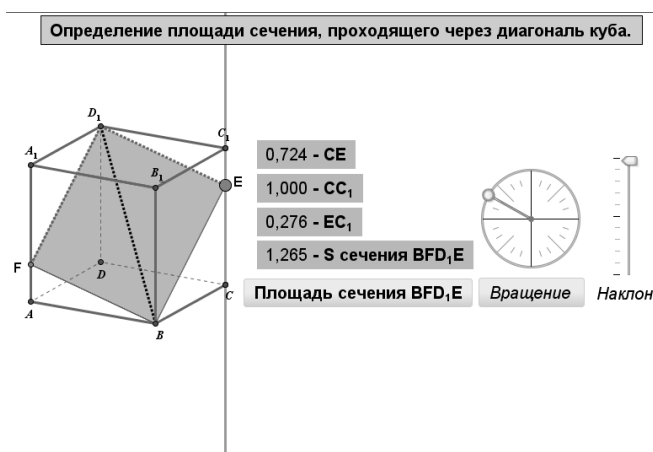 Определение площади сечения, проходящего через диагональ куба.
D₁
C₁
A₁
B₁
E
0,724 - CE
1,000 - CC₁
0,276 - EC₁
1,265 - S сечения BFD₁E
F
D
A
C
B
Площадь сечения BFD₁E
Вращение
Наклон